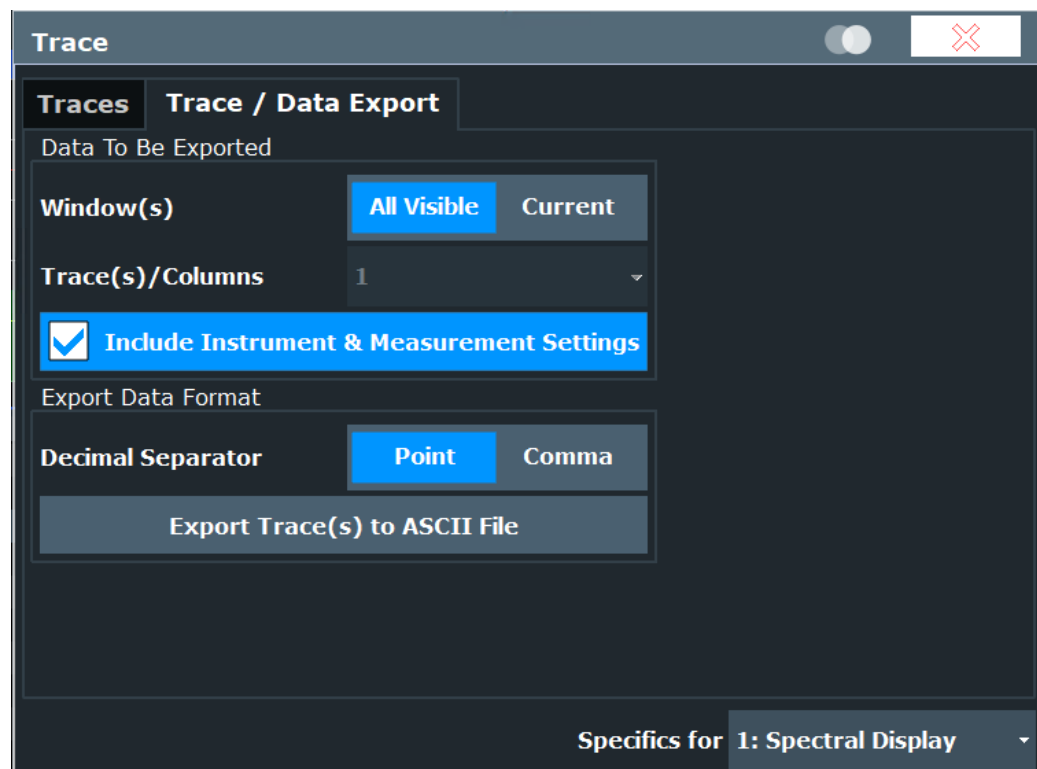 Trace
Traces Trace / Data Export
Data To Be Exported
Window(s) All Visible Current
Trace(s)/Columns 1
Include Instrument & Measurement Settings
Export Data Format
Decimal Separator Point Comma
Export Trace(s) to ASCII File
Specifics for 1: Spectral Display